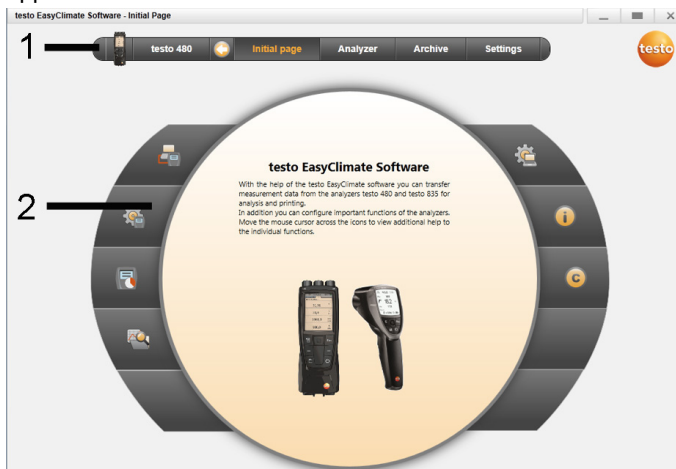 testo EasyClimate Software - Initial Page
1
testo 480
Initial page
Analyzer
Archive
Settings
testo
2
testo EasyClimate Software
With the help of the testo EasyClimate software you can transfer
measurement data from the analyzers testo 480 and testo 835 for
analysis and printing.
In addition you can configure important functions of the analyzers.
Move the mouse cursor across the icons to view additional help to
the individual functions.
i
C